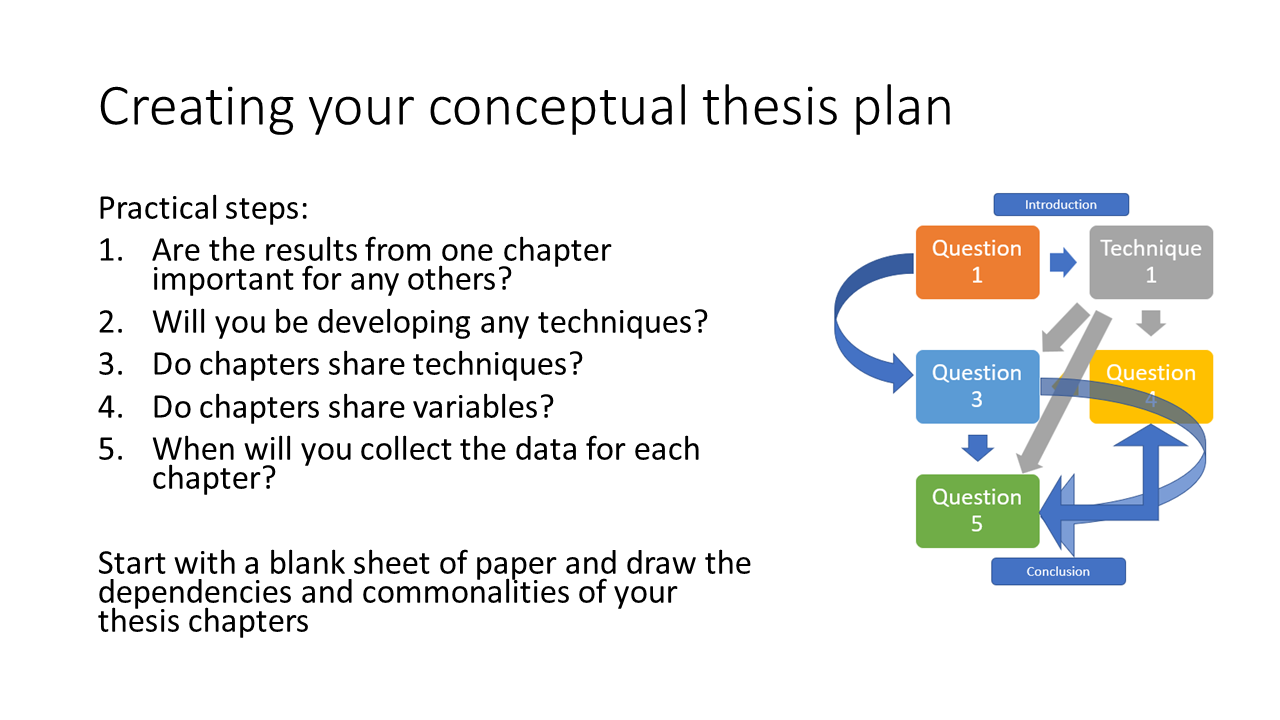 Creating your conceptual thesis plan
Practical steps:
1. Are the results from one chapter
important for any others?
2. Will you be developing any techniques?
3. Do chapters share techniques?
4. Do chapters share variables?
5. When will you collect the data for each
chapter?
Start with a blank sheet of paper and draw the
dependencies and commonalities of your
thesis chapters
Introduction
Question
1
Technique
1
Question
3
Question
4
Question
5
Conclusion